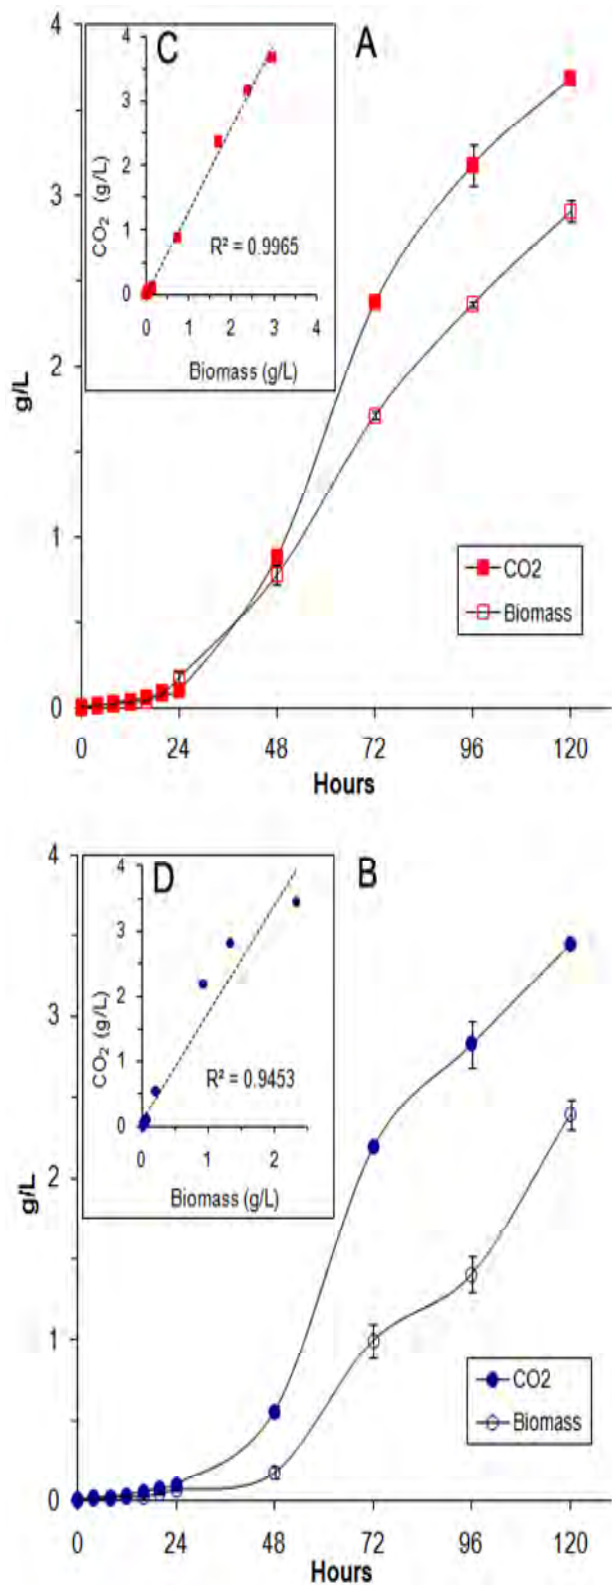 A
C
4
3
2
1
0
CO₂ (g/L)
R² = 0.9965
0 1 2 3 4
Biomass (g/L)
4
3
2
1
0
g/L
CO2
Biomass
0 24 48 72 96 120
Hours
B
D
4
3
2
1
0
CO₂ (g/L)
R² = 0.9453
0 1 2
Biomass (g/L)
4
3
2
1
0
g/L
CO2
Biomass
0 24 48 72 96 120
Hours